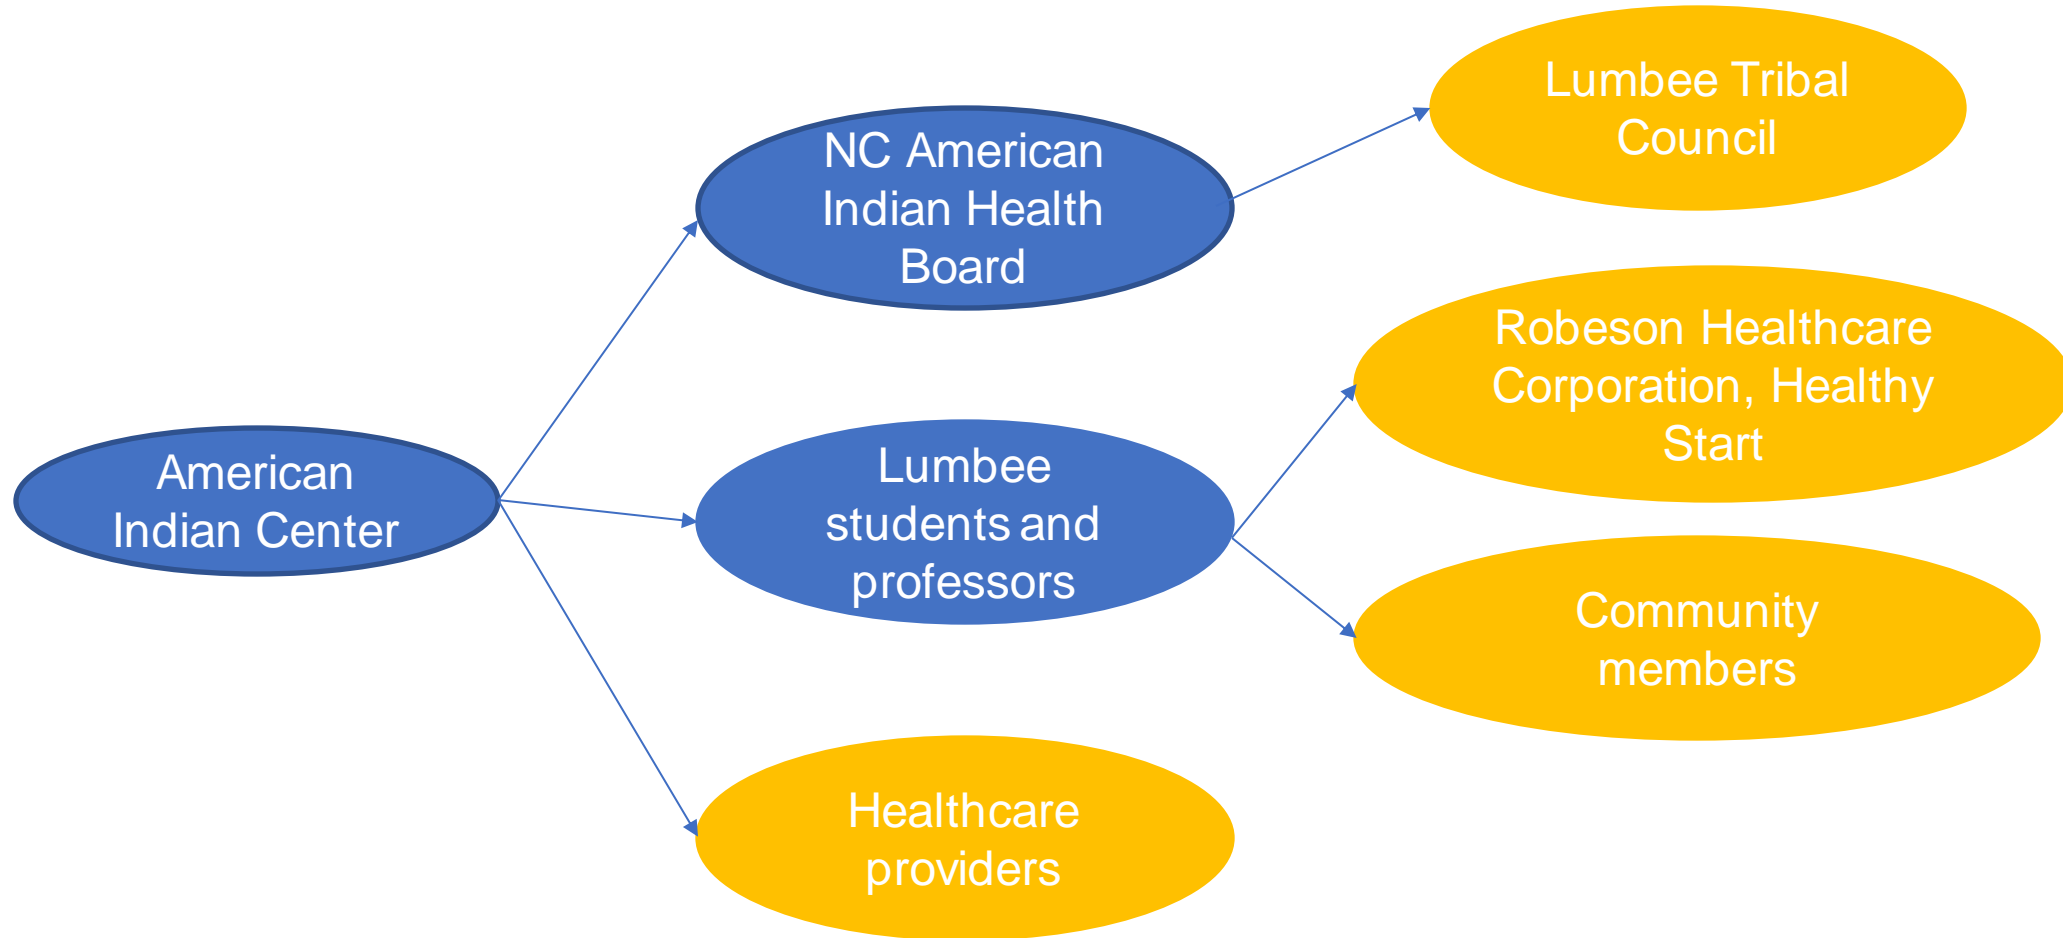 American
Indian Center
NC American
Indian Health
Board
Lumbee
students and
professors
Healthcare
providers
Lumbee Tribal
Council
Robeson Healthcare
Corporation, Healthy
Start
Community
members